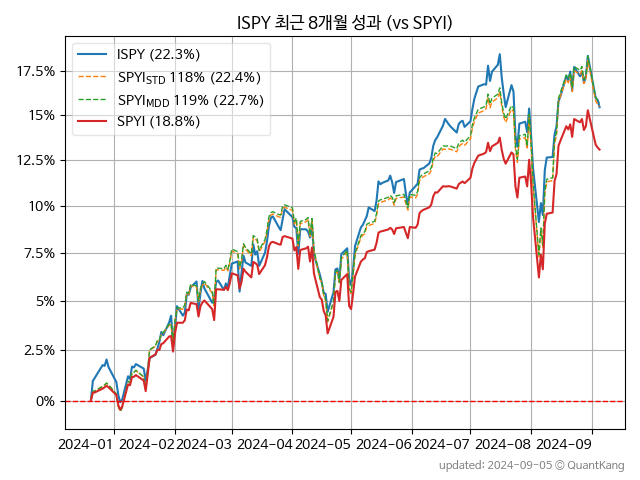 ISPY 최근 8개월 성과 (vs SPYI)
ISPY (22.3%)
SPYI_STD 118% (22.4%)
SPYI_MDD 119% (22.7%)
SPYI (18.8%)
17.5%
15%
12.5%
10%
7.5%
5%
2.5%
0%
2024-01 2024-02 2024-03 2024-04 2024-05 2024-06 2024-07 2024-08 2024-09
updated: 2024-09-05 © QuantKang